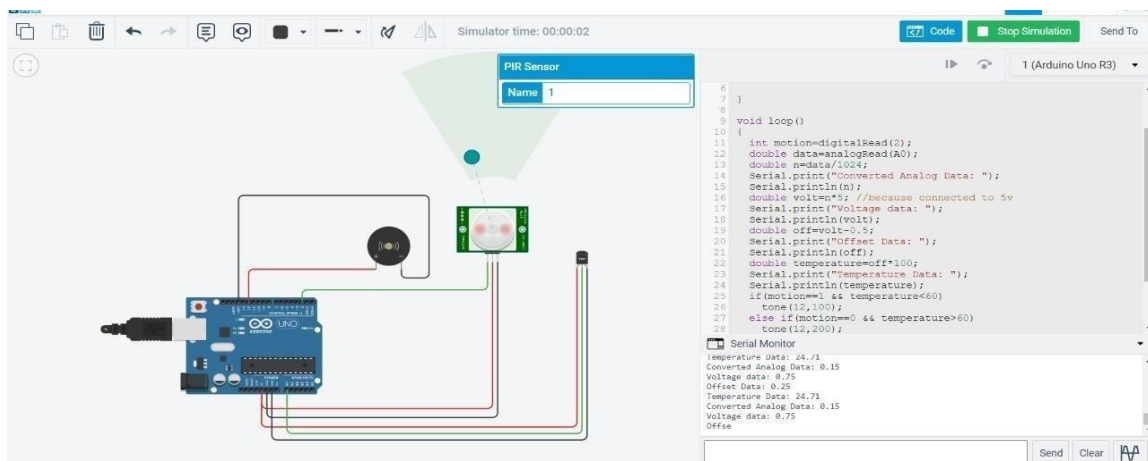 Simulator time: 00:00:02
Code
Stop Simulation
Send To
PIR Sensor
Name 1
1 (Arduino Uno R3)
6
7 }
8
9 void loop()
10 {
11 int motion=digitalRead(2);
12 double data=analogRead(A0);
13 double n=data/1024;
14 Serial.print("Converted Analog Data: ");
15 Serial.println(n);
16 double volt=n*5; //because connected to 5v
17 Serial.print("Voltage data: ");
18 Serial.println(volt);
19 double off=volt-0.5;
20 Serial.print("Offset Data: ");
21 Serial.println(off);
22 double temperature=off*100;
23 Serial.print("Temperature Data: ");
24 Serial.println(temperature);
25 if(motion==1 && temperature<60)
26 tone(12,100);
27 else if(motion==0 && temperature>60)
28 tone(12,200);
UNO
Serial Monitor
Temperature Data: 24.71
Converted Analog Data: 0.15
Voltage data: 0.75
Offset Data: 0.25
Temperature Data: 24.71
Converted Analog Data: 0.15
Voltage data: 0.75
Offse
Send
Clear